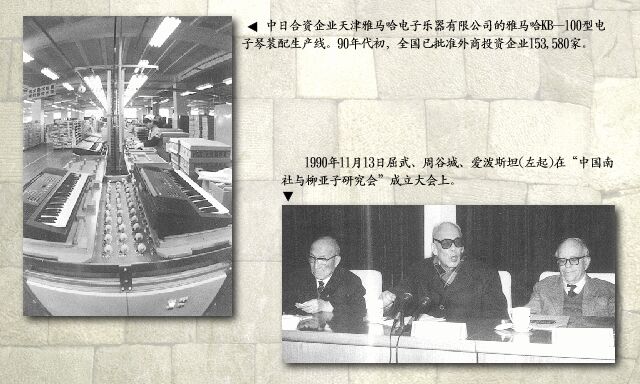 ◀ 中日合资企业天津雅马哈电子乐器有限公司的雅马哈KB—100型电
子琴装配生产线。90年代初，全国已批准外商投资企业153,580家。
1990年11月13日屈武、周谷城、爱泼斯坦(左起)在“中国南
社与柳亚子研究会”成立大会上。
▼